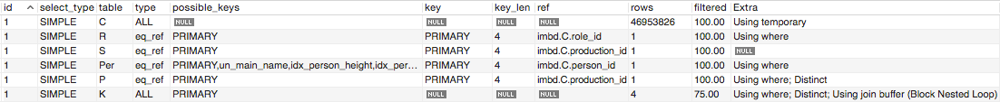 id select_type table type possible_keys key key_len ref rows filtered Extra
1 SIMPLE C ALL NULL NULL NULL NULL 46953826 100.00 Using temporary
1 SIMPLE R eq_ref PRIMARY PRIMARY 4 imbd.C.role_id 1 100.00 Using where
1 SIMPLE S eq_ref PRIMARY PRIMARY 4 imbd.C.production_id 1 100.00 NULL
1 SIMPLE Per eq_ref PRIMARY,un_main_name,idx_person_height,idx_per... PRIMARY 4 imbd.C.person_id 1 100.00 Using where
1 SIMPLE P eq_ref PRIMARY PRIMARY 4 imbd.C.production_id 1 100.00 Using where; Distinct
1 SIMPLE K ALL PRIMARY NULL NULL NULL 4 75.00 Using where; Distinct; Using join buffer (Block Nested Loop)